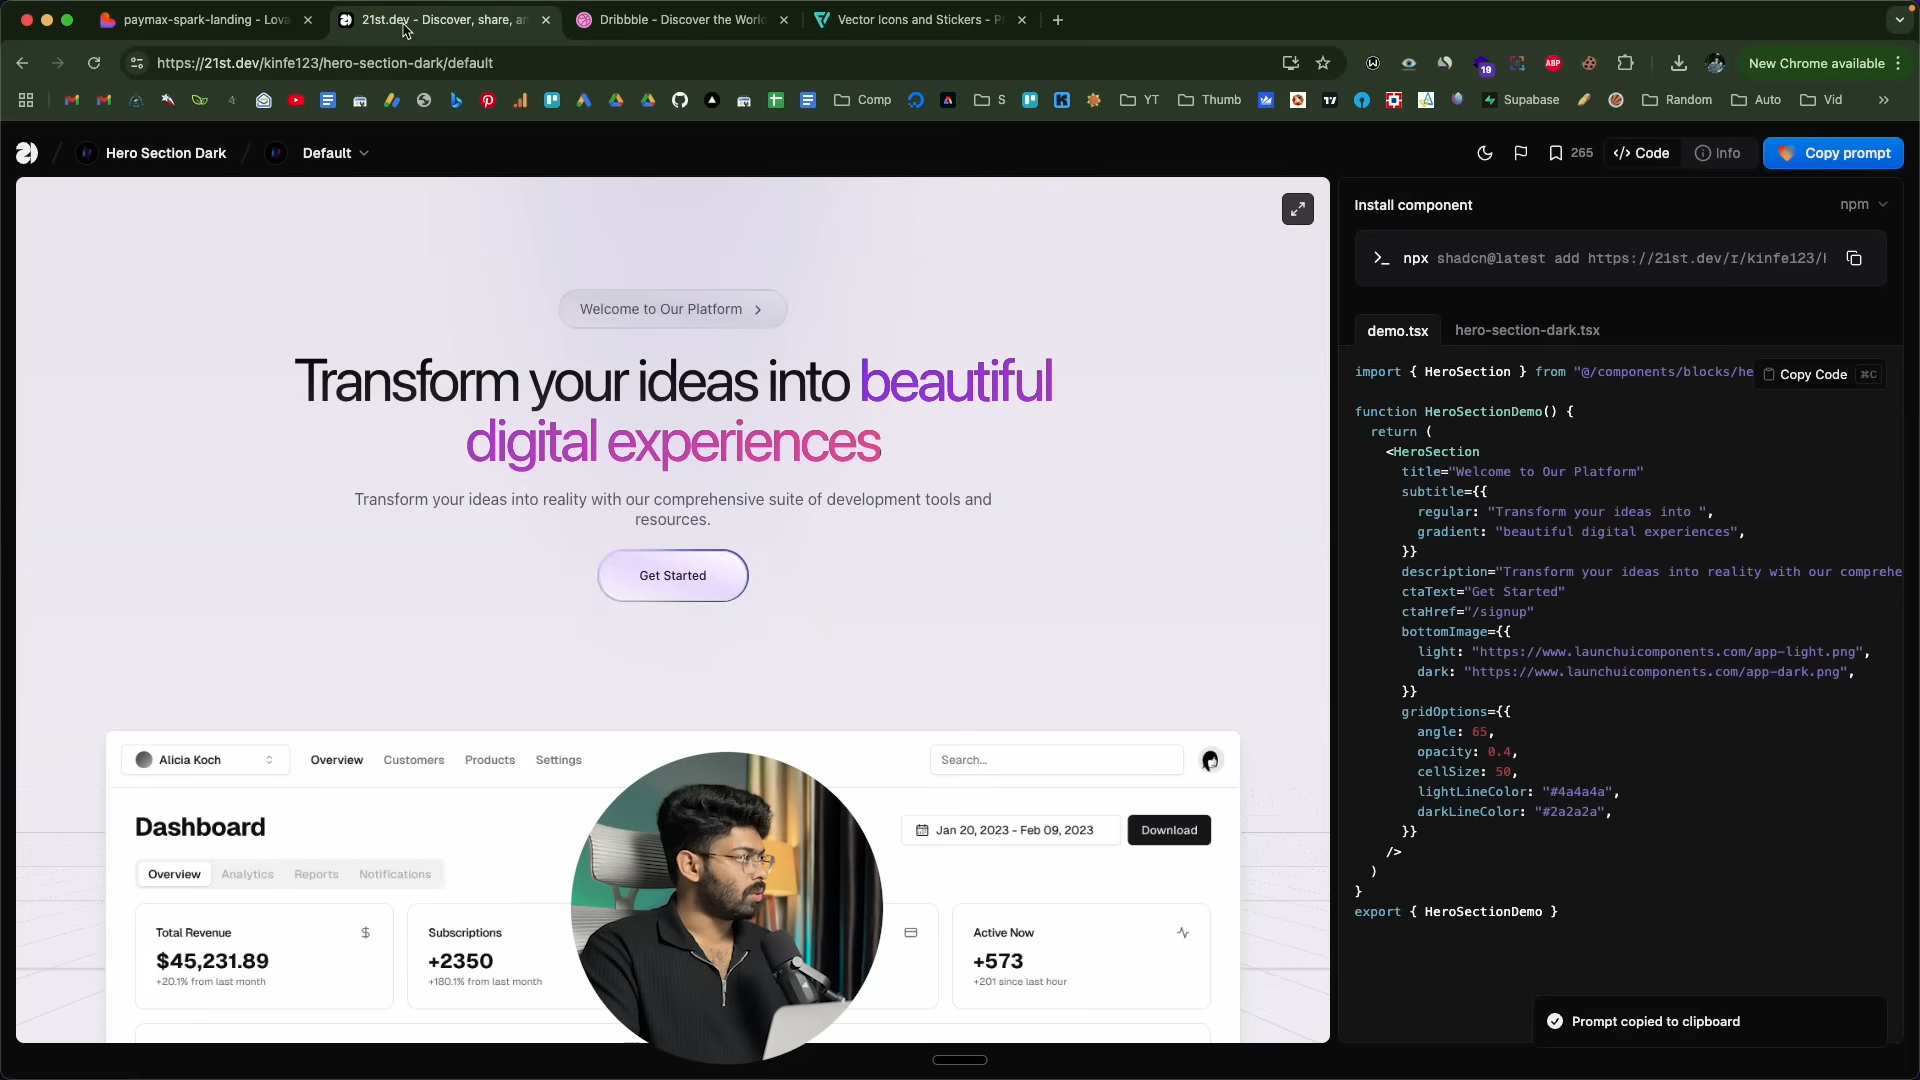 paymax-spark-landing - Lova
21st.dev - Discover, share, an
Dribbble - Discover the World
Vector Icons and Stickers - P
https://21st.dev/kinfe123/hero-section-dark/default
19
ABP
New Chrome available
Comp
S
YT
Thumb
Supabase
Random
Auto
Vid
Hero Section Dark
Default
265
</> Code
Info
Copy prompt
Welcome to Our Platform
Transform your ideas into beautiful
digital experiences
Transform your ideas into reality with our comprehensive suite of development tools and
resources.
Get Started
Alicia Koch
Overview
Customers
Products
Settings
Search...
Dashboard
Jan 20, 2023 - Feb 09, 2023
Download
Overview
Analytics
Reports
Notifications
Total Revenue
$
$45,231.89
+20.1% from last month
Subscriptions
+2350
+180.1% from last month
Active Now
+573
+201 since last hour
Install component
npm
npx shadcn@latest add https://21st.dev/r/kinfe123/h
demo.tsx
hero-section-dark.tsx
import { HeroSection } from "@/components/blocks/he
Copy Code ⌘C
function HeroSectionDemo() {
return (
<HeroSection
title="Welcome to Our Platform"
subtitle={{
regular: "Transform your ideas into ",
gradient: "beautiful digital experiences",
}}
description="Transform your ideas into reality with our comprehe
ctaText="Get Started"
ctaHref="/signup"
bottomImage={{
light: "https://www.launchuicomponents.com/app-light.png",
dark: "https://www.launchuicomponents.com/app-dark.png",
}}
gridOptions={{
angle: 65,
opacity: 0.4,
cellSize: 50,
lightLineColor: "#4a4a4a",
darkLineColor: "#2a2a2a",
}}
/>
)
}
export { HeroSectionDemo }
Prompt copied to clipboard